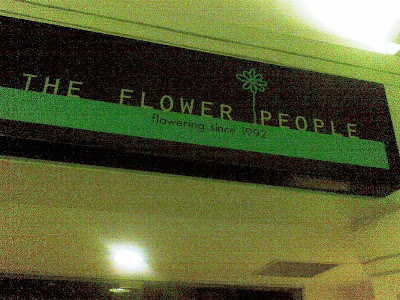 THE FLOWER PEOPLE
flowering since 1992